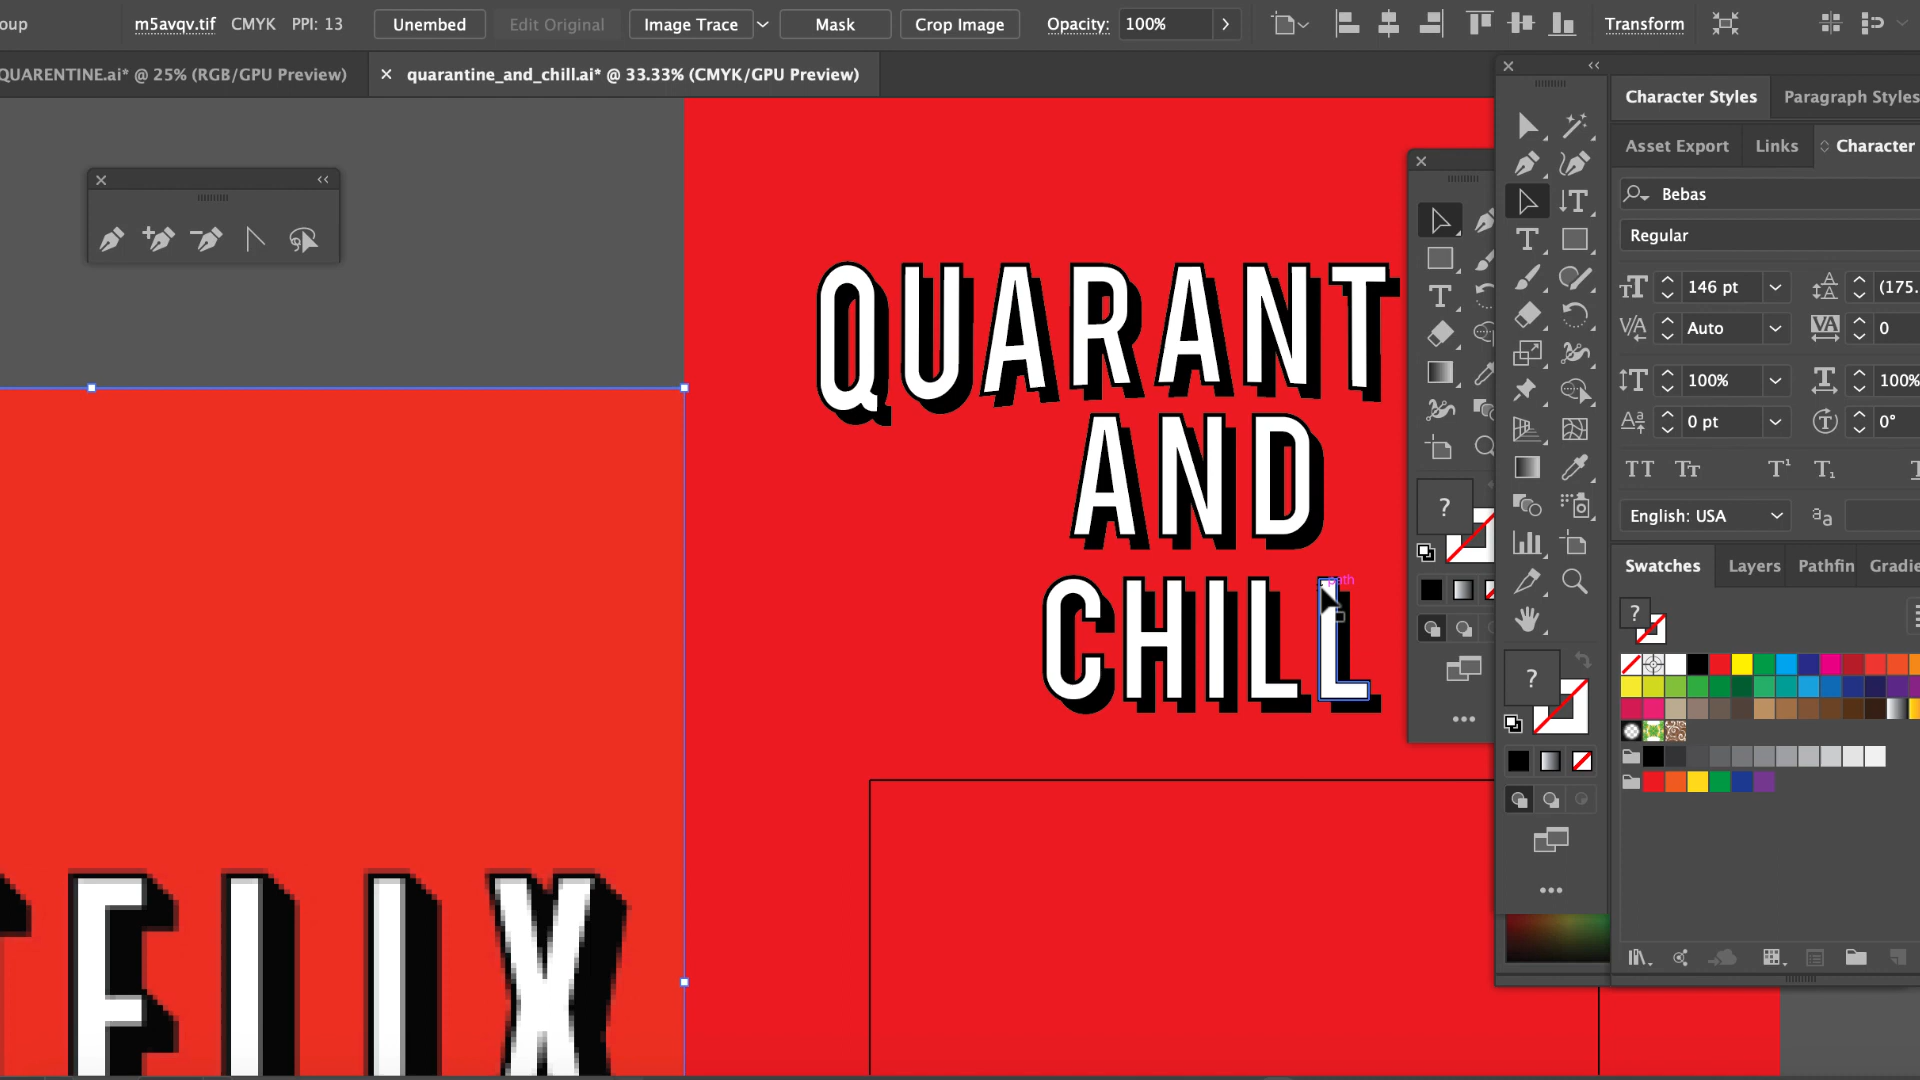 oup
m5avqv.tif CMYK PPI: 13 Unembed Edit Original Image Trace Mask Crop Image Opacity: 100% Transform
QUARENTINE.ai* @ 25% (RGB/GPU Preview)
× quarantine_and_chill.ai* @ 33.33% (CMYK/GPU Preview)
Character Styles Paragraph Styles
Asset Export Links Character
Bebas
Regular
146 pt (175.
Auto 0
100% 100%
0 pt 0°
English: USA
Swatches Layers Pathfin Gradie
QUARANT
AND
CHILL
path
?
?
?
FLIX